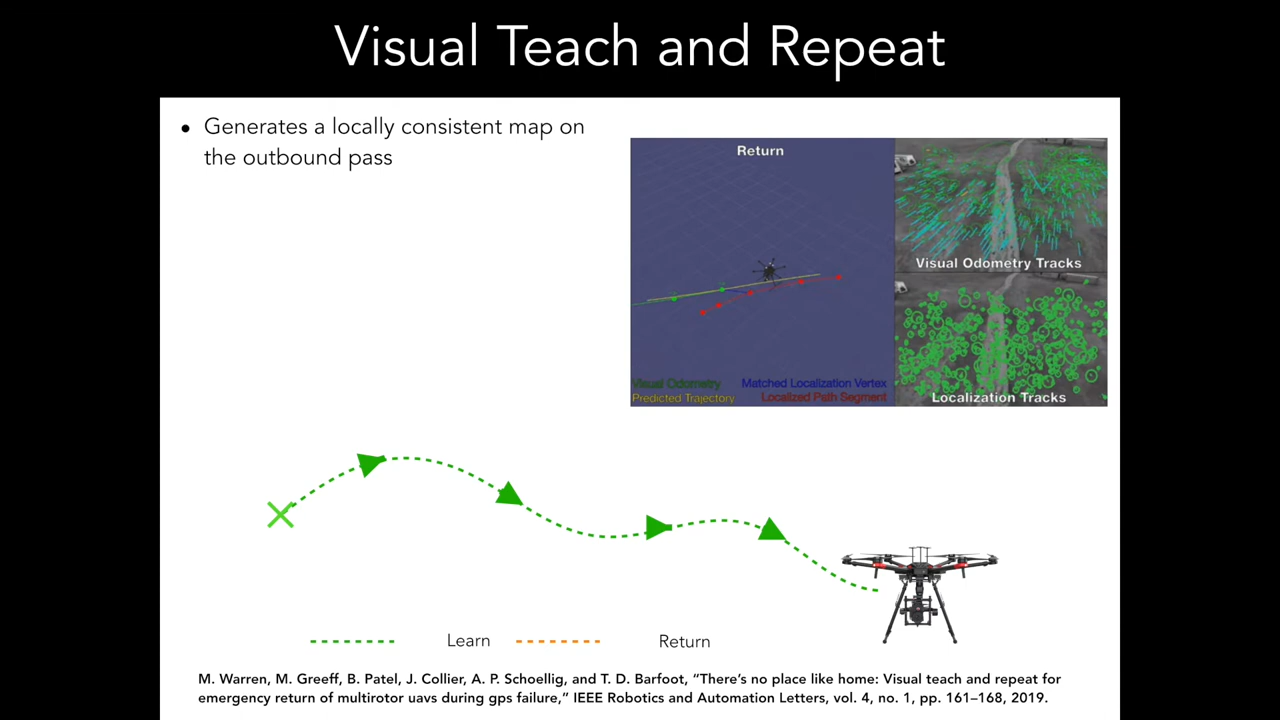 Visual Teach and Repeat
• Generates a locally consistent map on
the outbound pass
Return
Visual Odometry Tracks
Visual Odometry
Matched Localization Vertex
Predicted Trajectory
Localized Path Segment
Localization Tracks
Learn
Return
M. Warren, M. Greeff, B. Patel, J. Collier, A. P. Schoellig, and T. D. Barfoot, “There’s no place like home: Visual teach and repeat for
emergency return of multirotor uavs during gps failure,” IEEE Robotics and Automation Letters, vol. 4, no. 1, pp. 161–168, 2019.